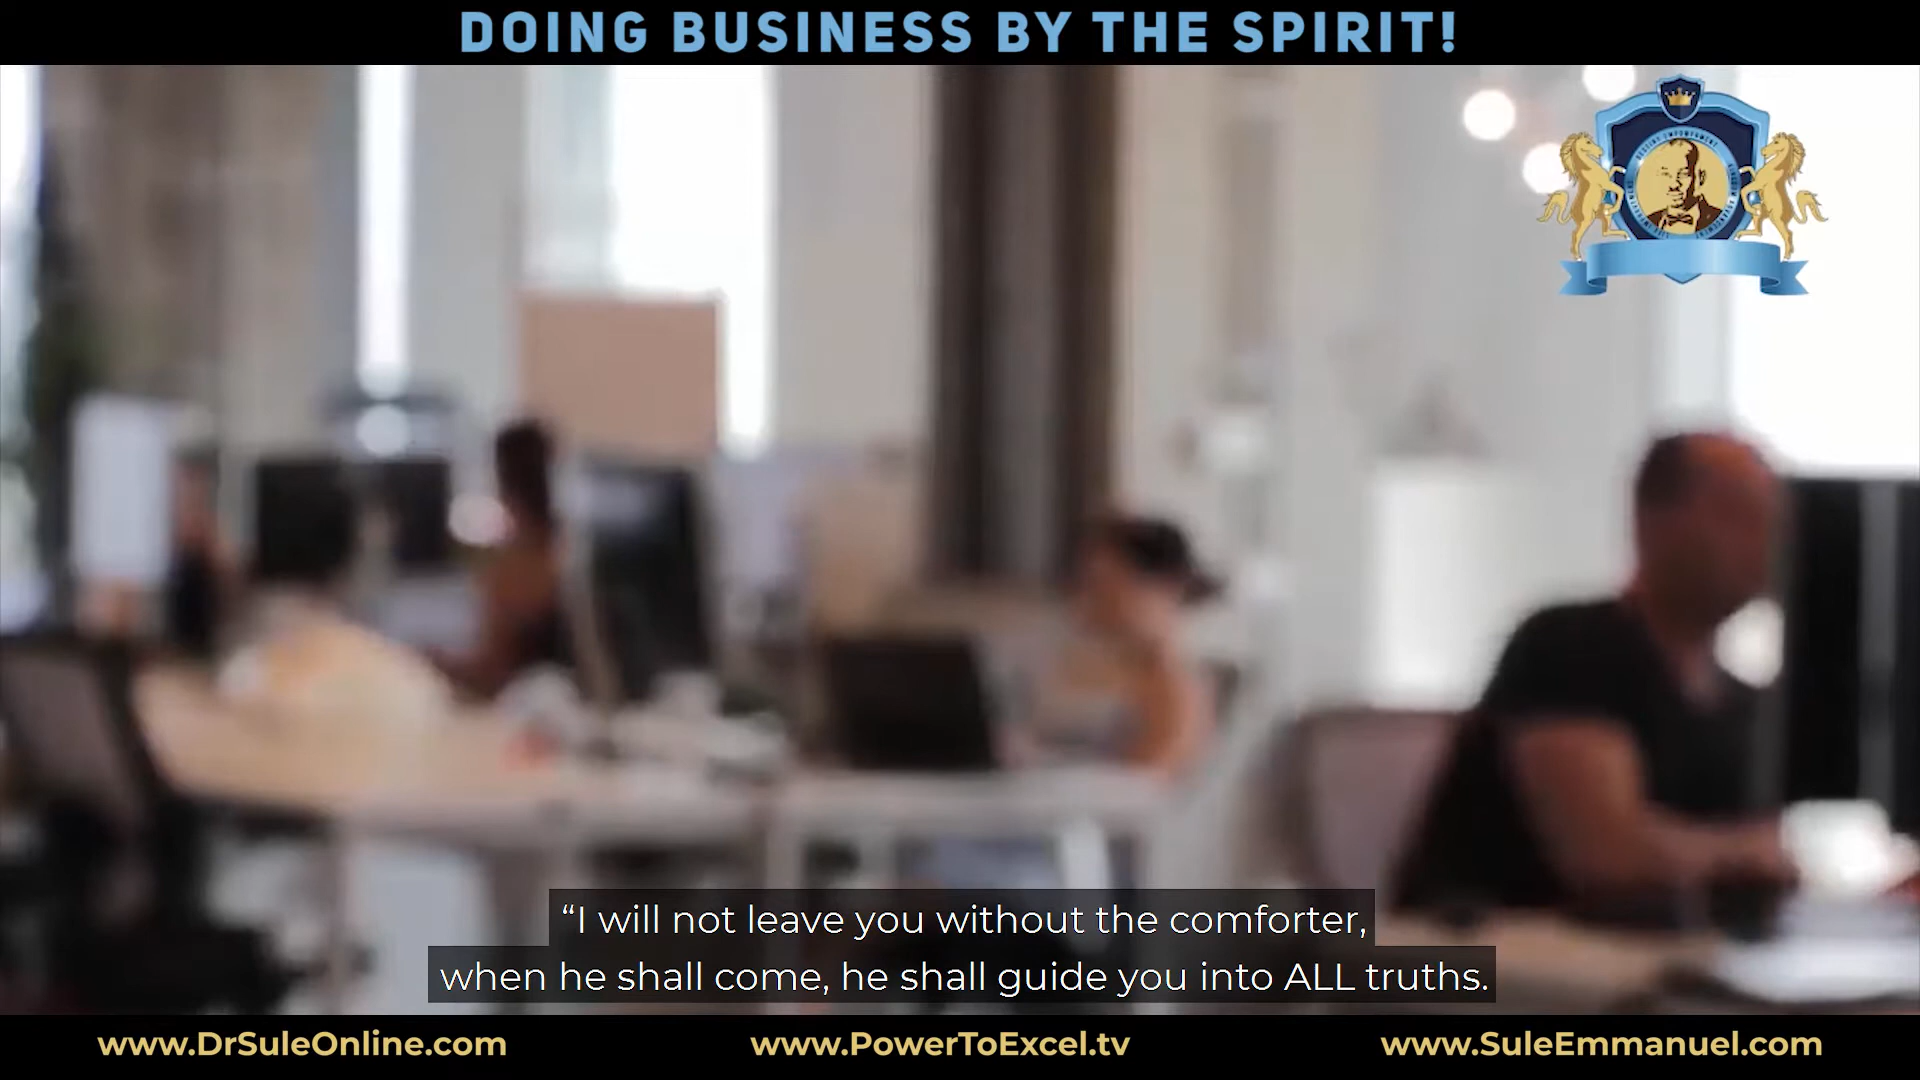 DOING BUSINESS BY THE SPIRIT!
“I will not leave you without the comforter,
when he shall come, he shall guide you into ALL truths.
www.DrSuleOnline.com
www.PowerToExcel.tv
www.SuleEmmanuel.com